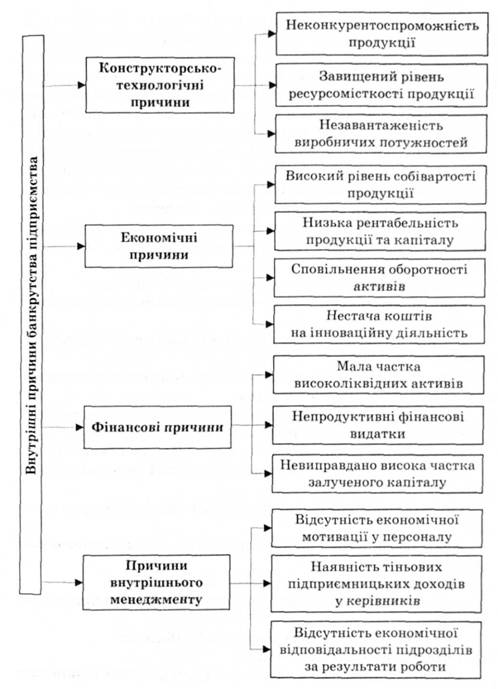 Внутрішні причини банкрутства підприємства
Конструкторсько-
технологічні
причини
Неконкурентоспроможність
продукції
Завищений рівень
ресурсомісткості продукції
Незавантаженість
виробничих потужностей
Економічні
причини
Високий рівень собівартості
продукції
Низька рентабельність
продукції та капіталу
Сповільнення оборотності
активів
Нестача коштів
на інноваційну діяльність
Фінансові причини
Мала частка
високоліквідних активів
Непродуктивні фінансові
видатки
Невиправдано висока частка
залученого капіталу
Причини
внутрішнього
менеджменту
Відсутність економічної
мотивації у персоналу
Наявність тіньових
підприємницьких доходів
у керівників
Відсутність економічної
відповідальності підрозділів
за результати роботи